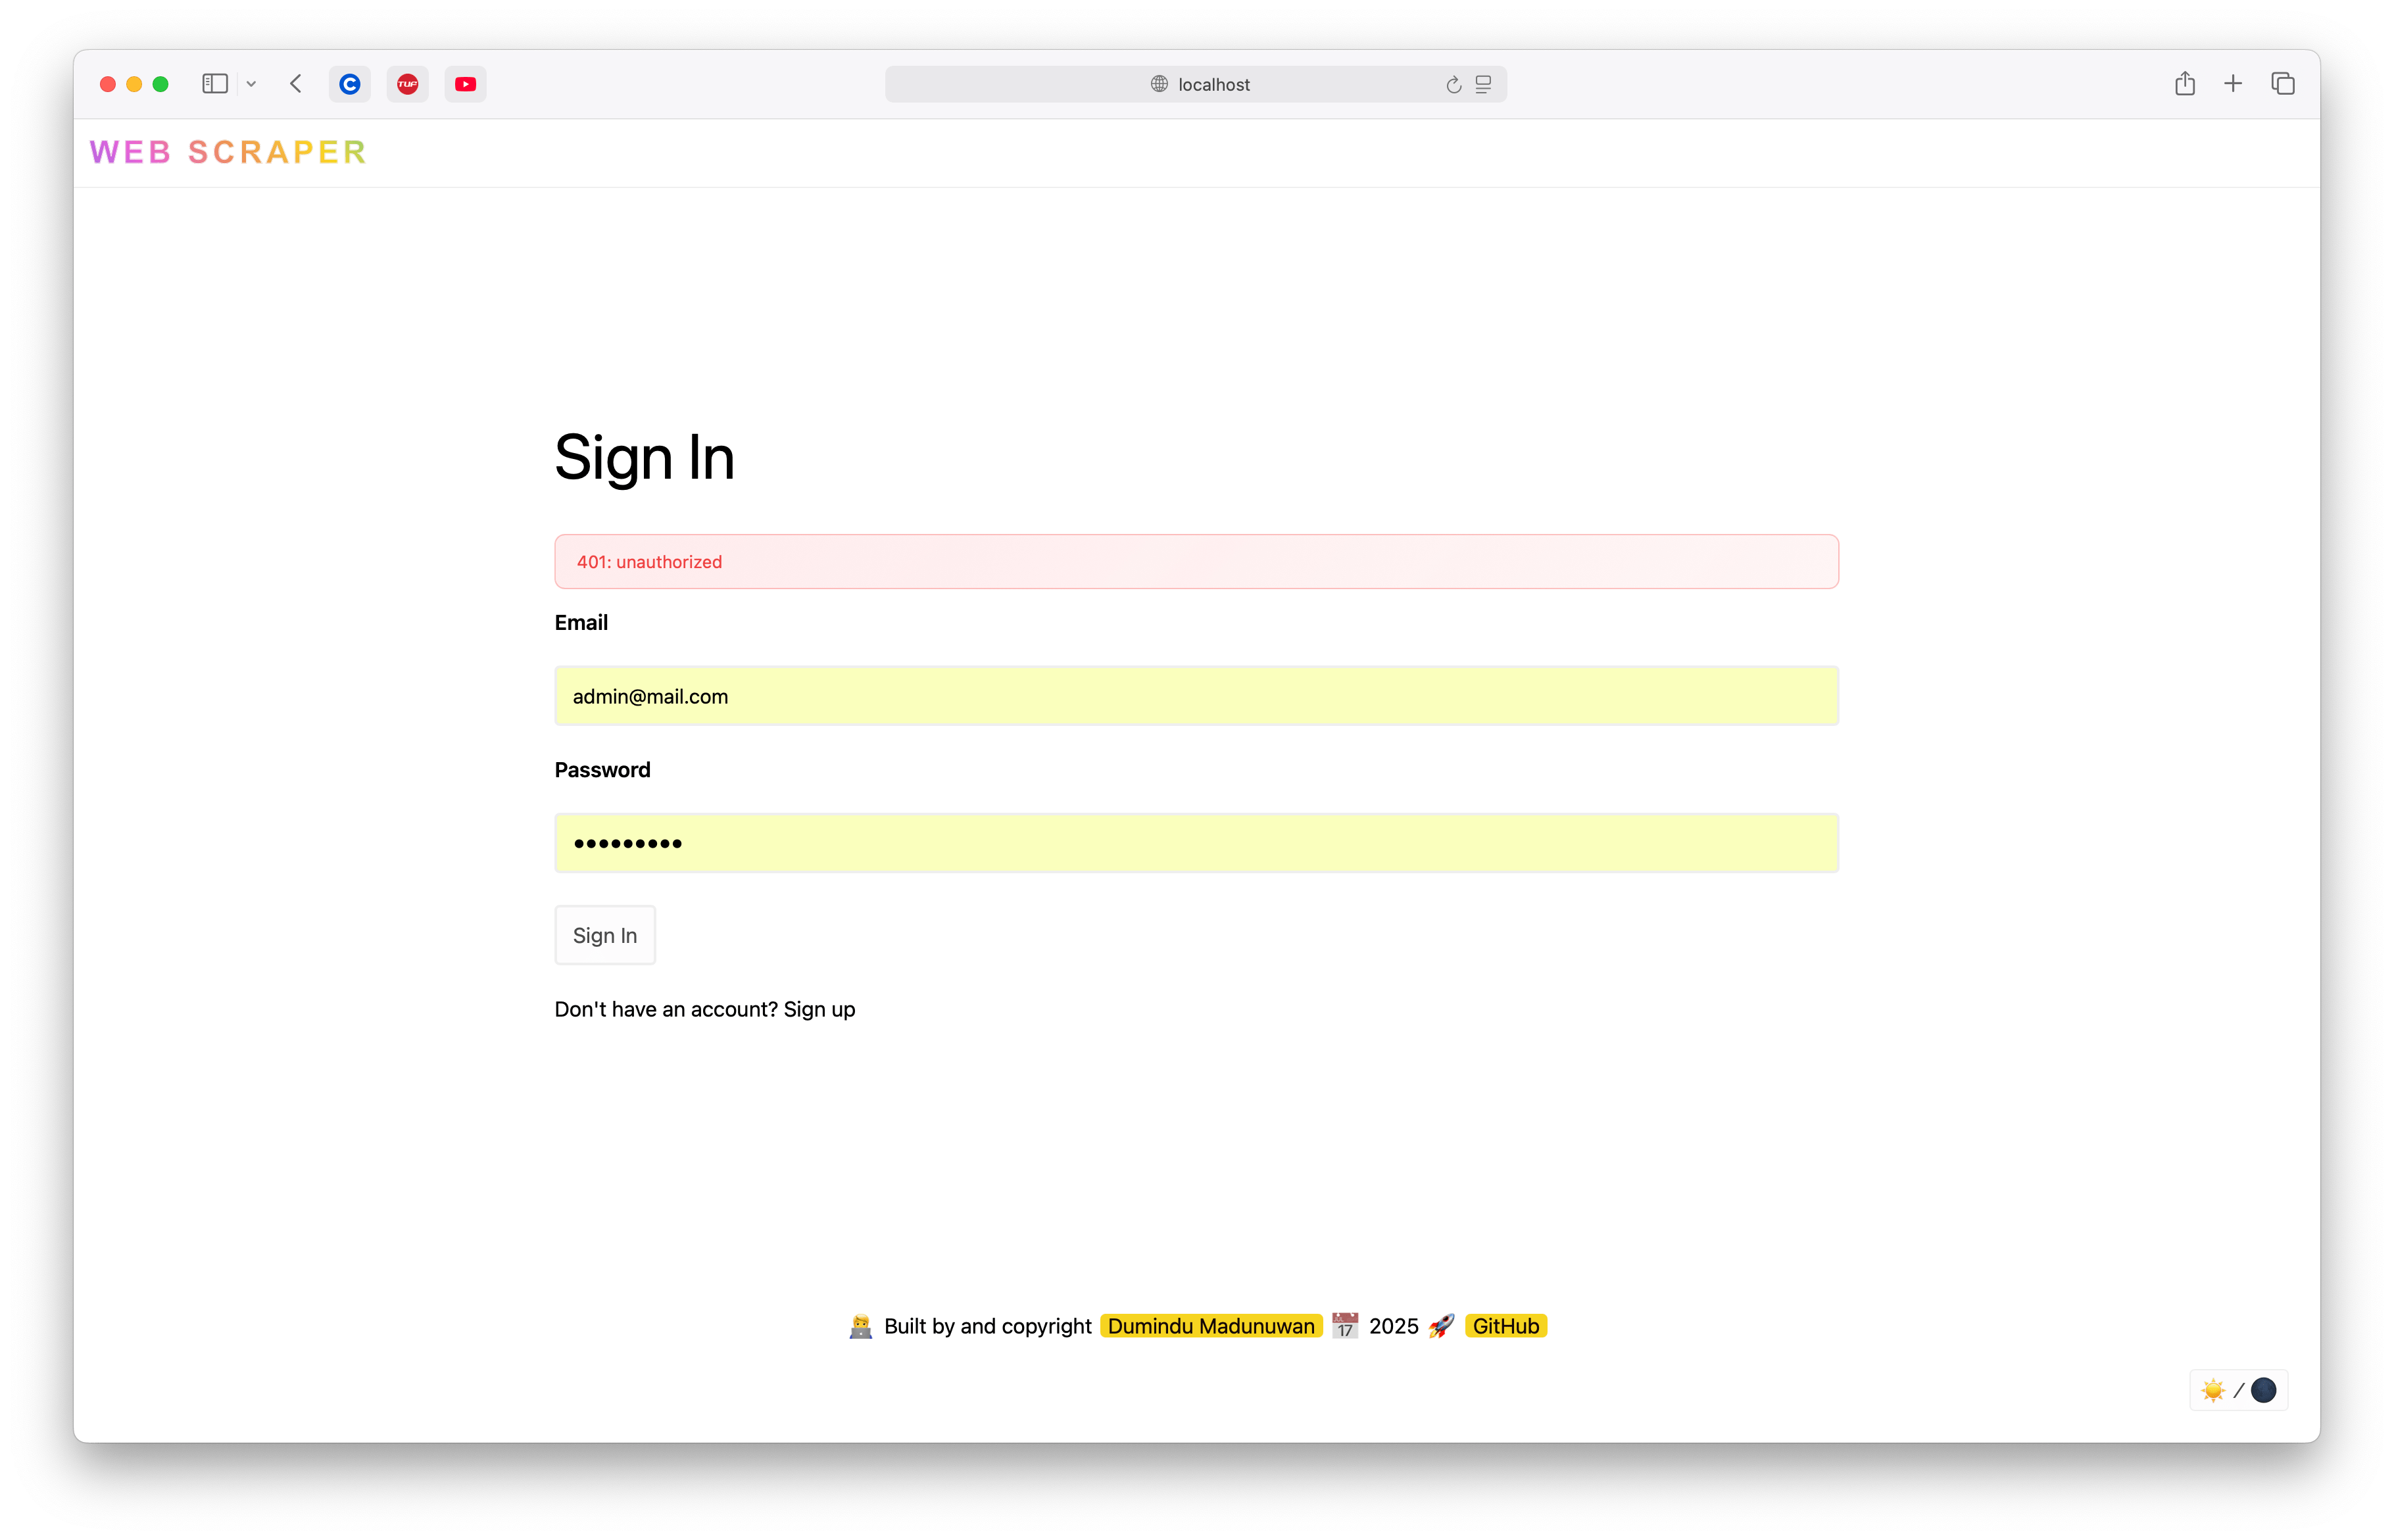 localhost
WEB SCRAPER
Sign In
401: unauthorized
Email
admin@mail.com
Password
•••••••••
Sign In
Don't have an account? Sign up
👨‍💻 Built by and copyright Dumindu Madunuwan 📅 2025 🚀 GitHub
☀️ / 🌑